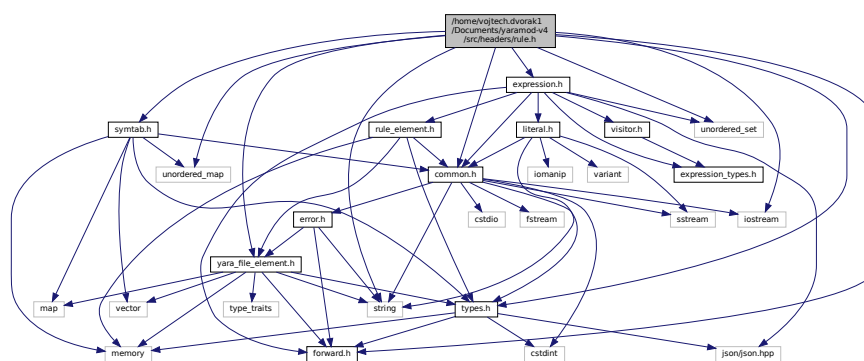 /home/vojtech.dvorak1
/Documents/yaramod-v4
/src/headers/rule.h
expression.h
symtab.h
rule_element.h
literal.h
visitor.h
unordered_set
unordered_map
common.h
iomanip
variant
expression_types.h
error.h
cstdio
fstream
sstream
iostream
yara_file_element.h
map
vector
type_traits
string
types.h
memory
forward.h
cstdint
json/json.hpp